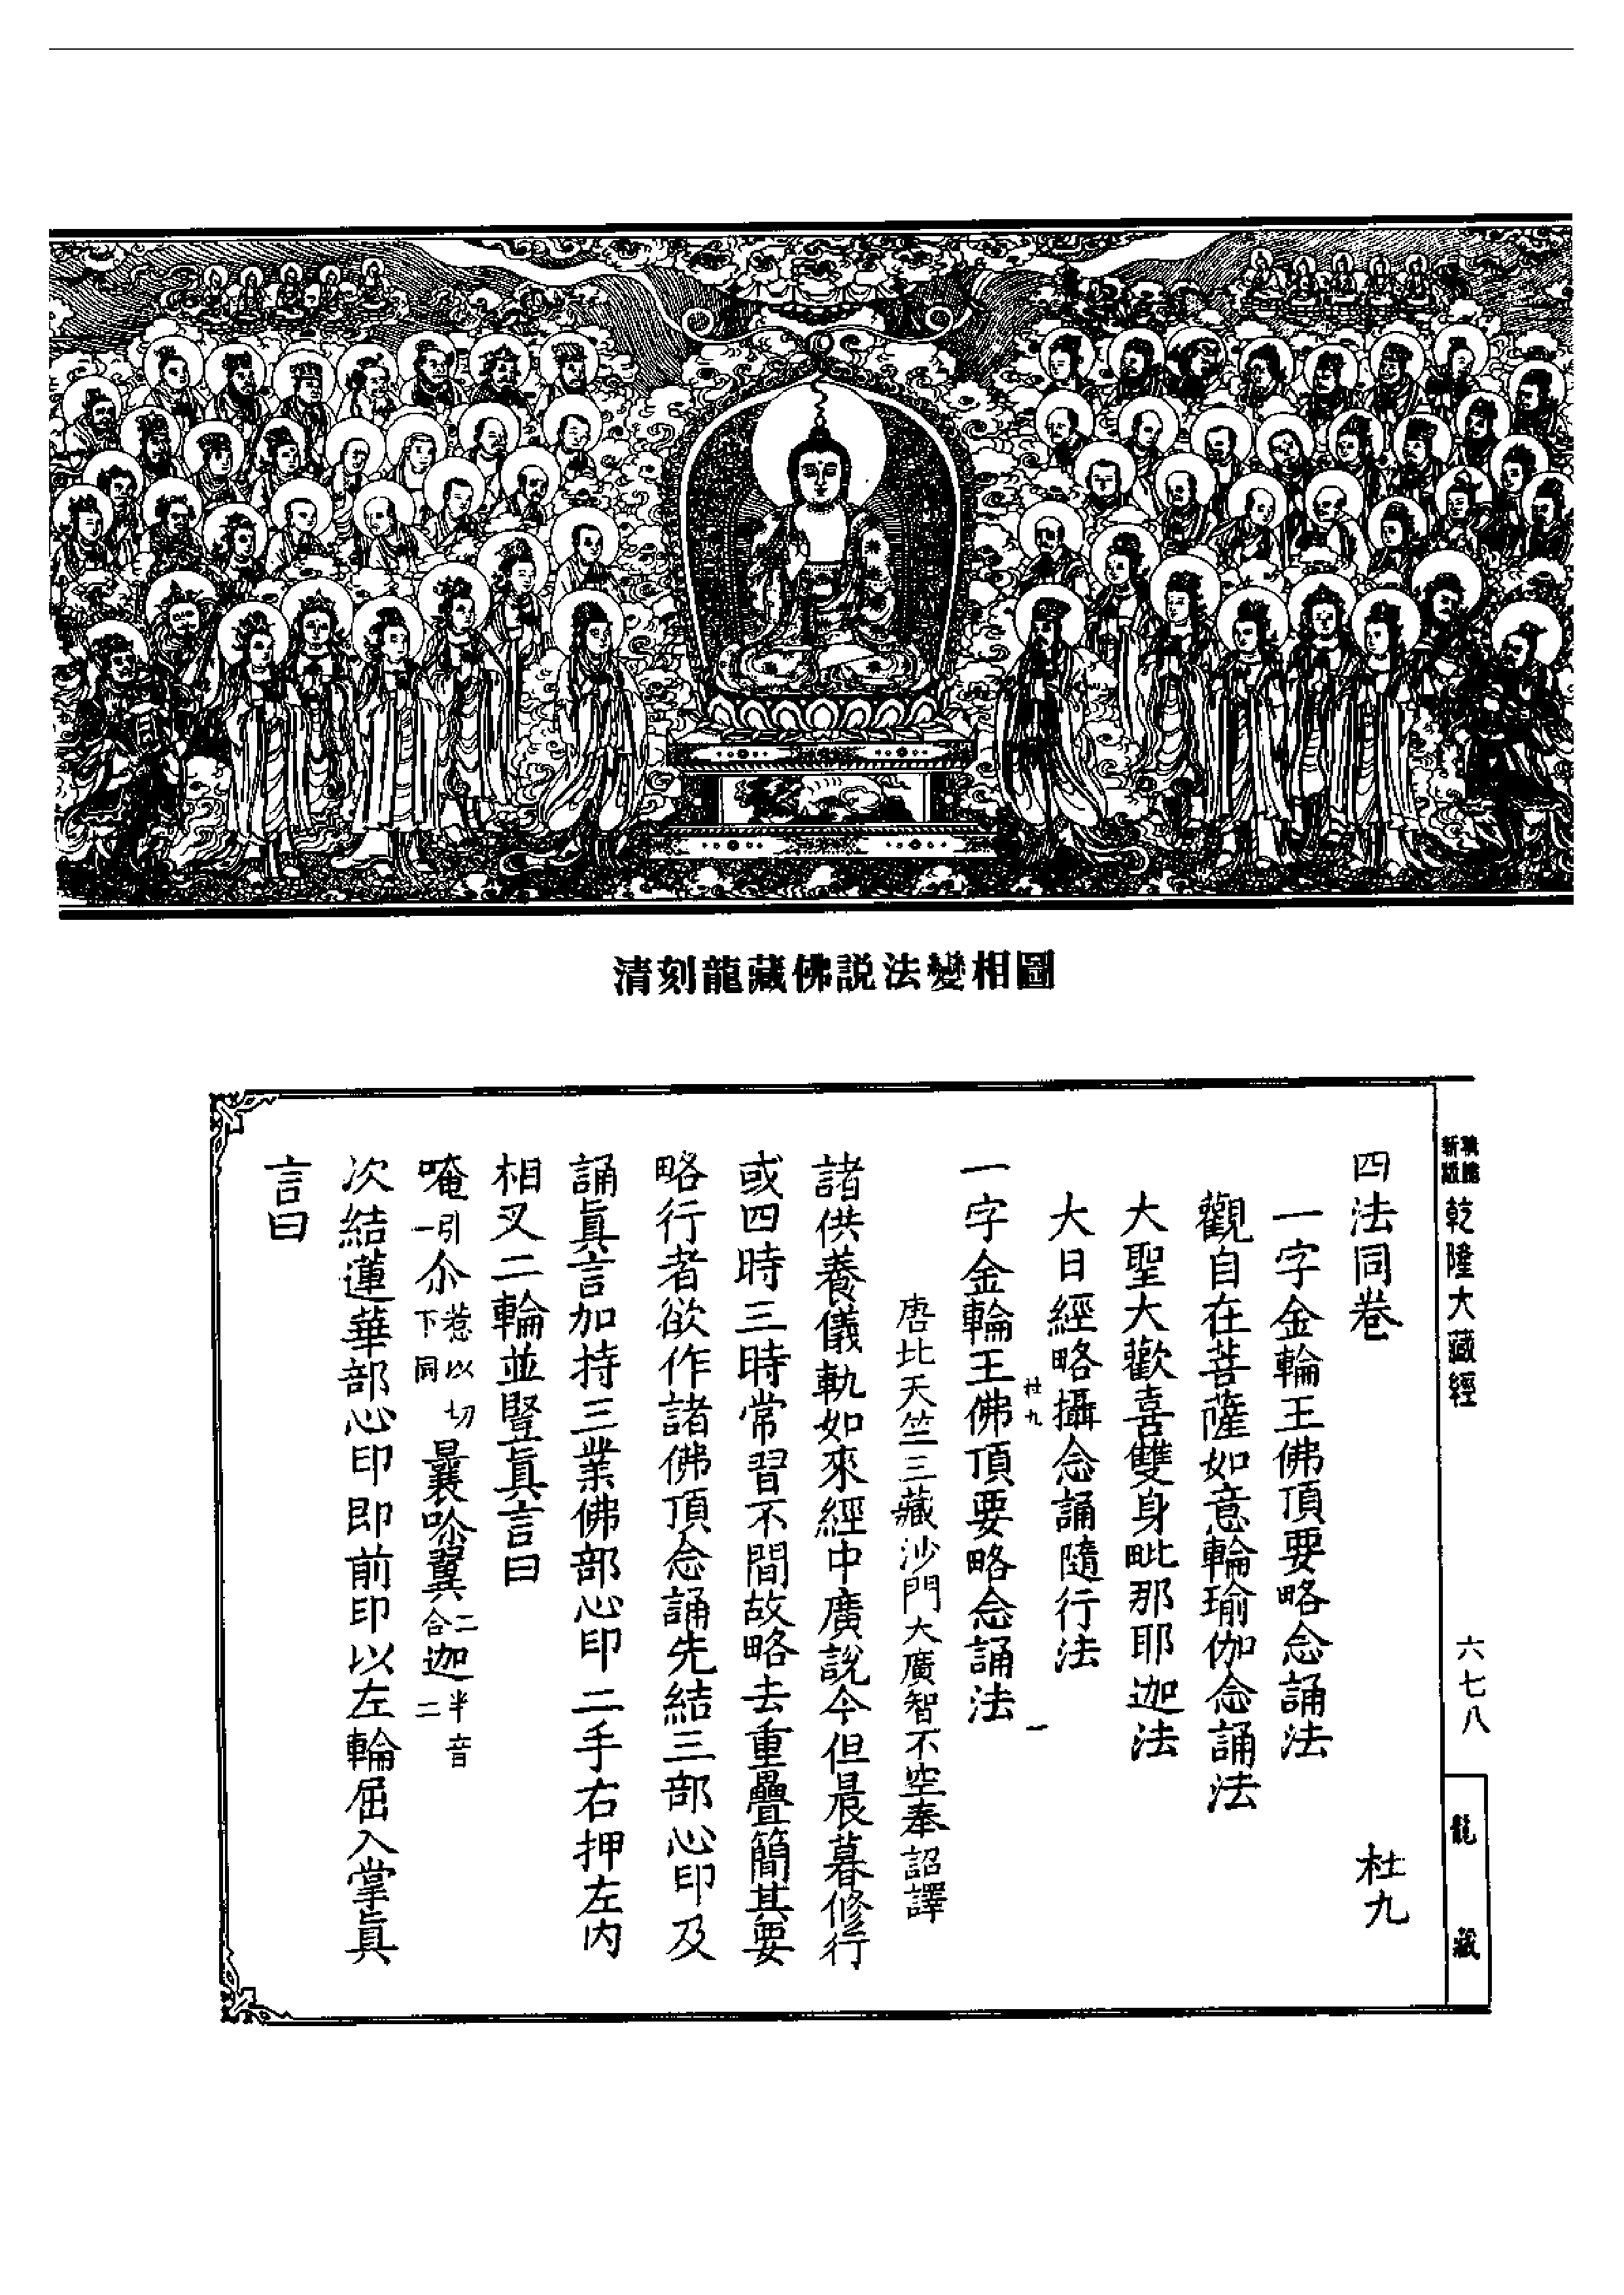 清刻龍藏佛説法變相圖
新版
乾隆大藏經
六七八
龍藏
四法同卷 杜九
一字金輪王佛頂要略念誦法
觀自在菩薩如意輪瑜伽念誦法
大聖大歡喜雙身毗那耶迦法
大日經略攝念誦隨行法
杜九 一
一字金輪王佛頂要略念誦法
唐北天竺三藏沙門大廣智不空奉詔譯
諸供養儀軌如來經中廣說今但晨暮修行
或四時三時常習不間故略去重疊簡其要
略行者欲作諸佛頂念誦先結三部心印及
誦眞言加持三業佛部心印二手右押左內
相叉二輪並豎眞言曰
唵引一尒惹以切下同曩哝翼二合迦半音二
次結蓮華部心印即前印以左輪屈入掌眞
言曰